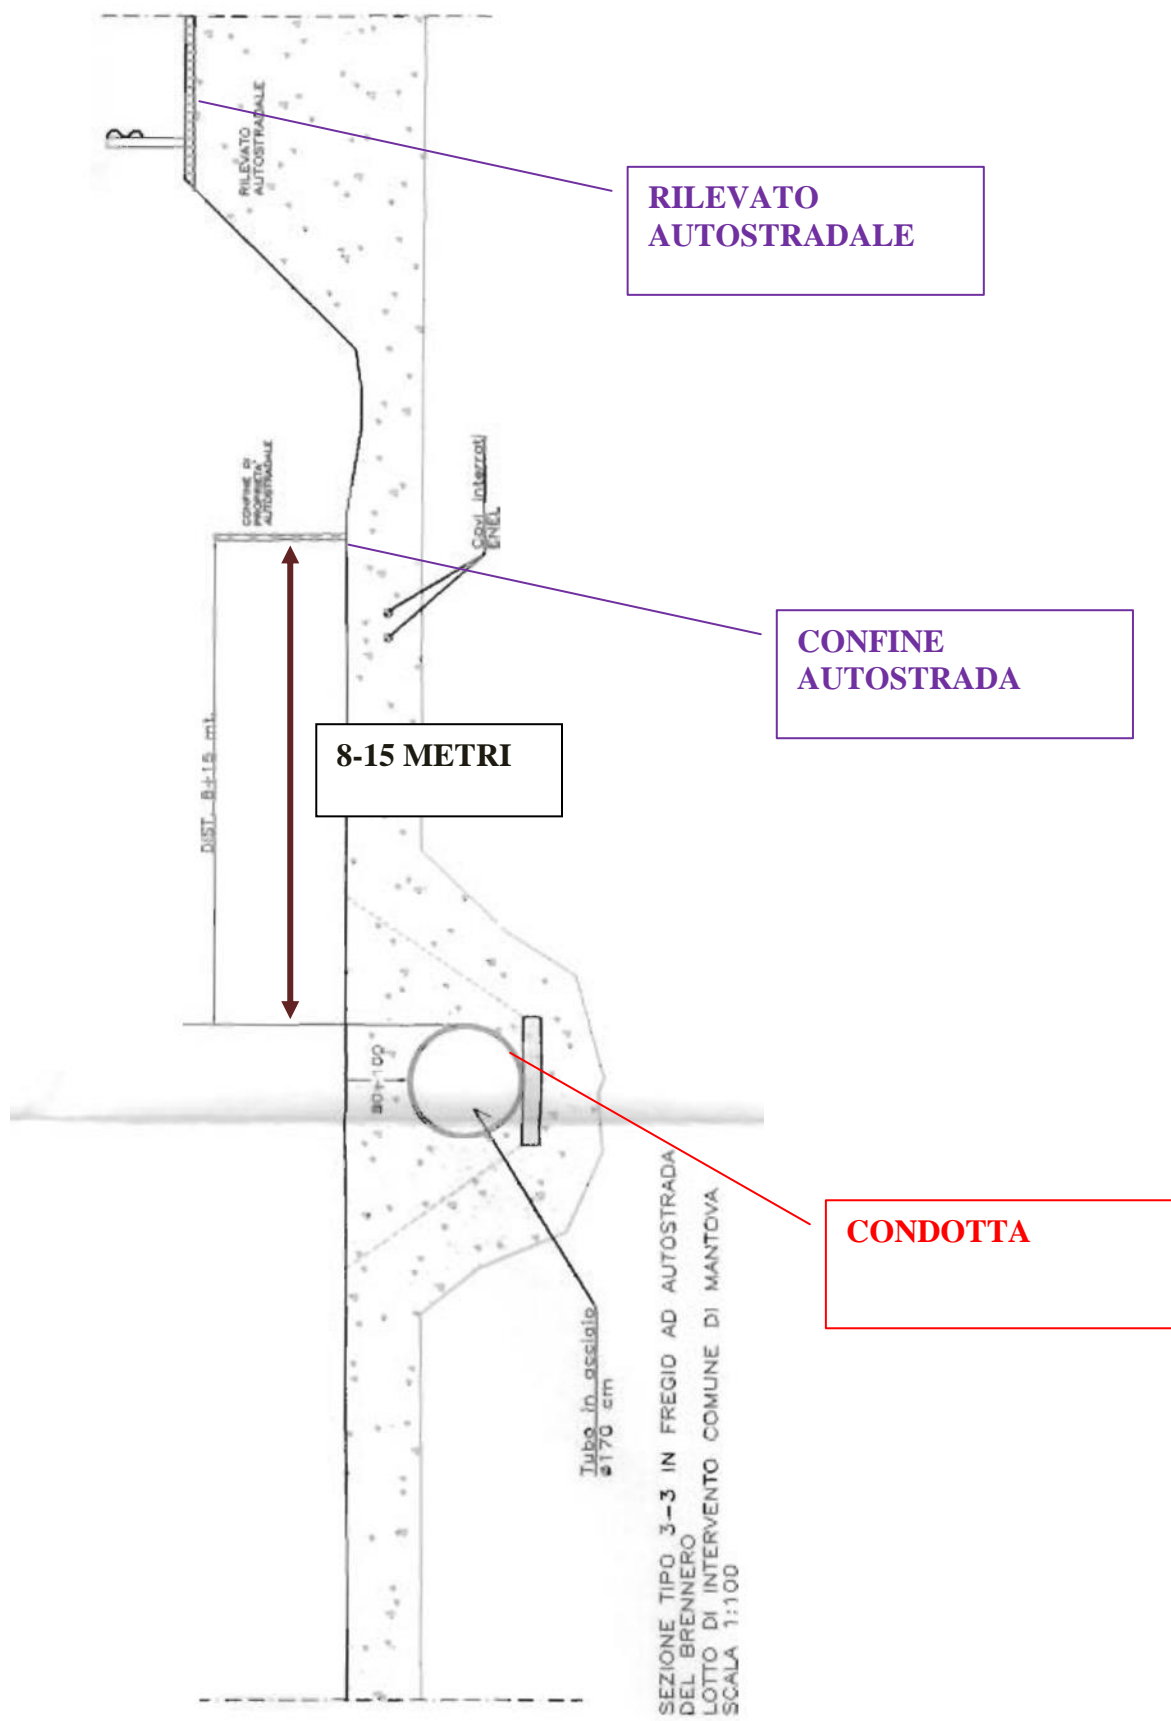 RILEVATO
AUTOSTRADALE
RILEVATO
AUTOSTRADALE
CONFINE DI
PROPRIETA'
AUTOSTRADALE
Cavi interrati
ENEL
CONFINE
AUTOSTRADA
DIST. 8÷15 mt.
8-15 METRI
80÷100
CONDOTTA
Tubo in acciaio
ø170 cm
SEZIONE TIPO 3-3 IN FREGIO AD AUTOSTRADA
DEL BRENNERO
LOTTO DI INTERVENTO COMUNE DI MANTOVA
SCALA 1:100